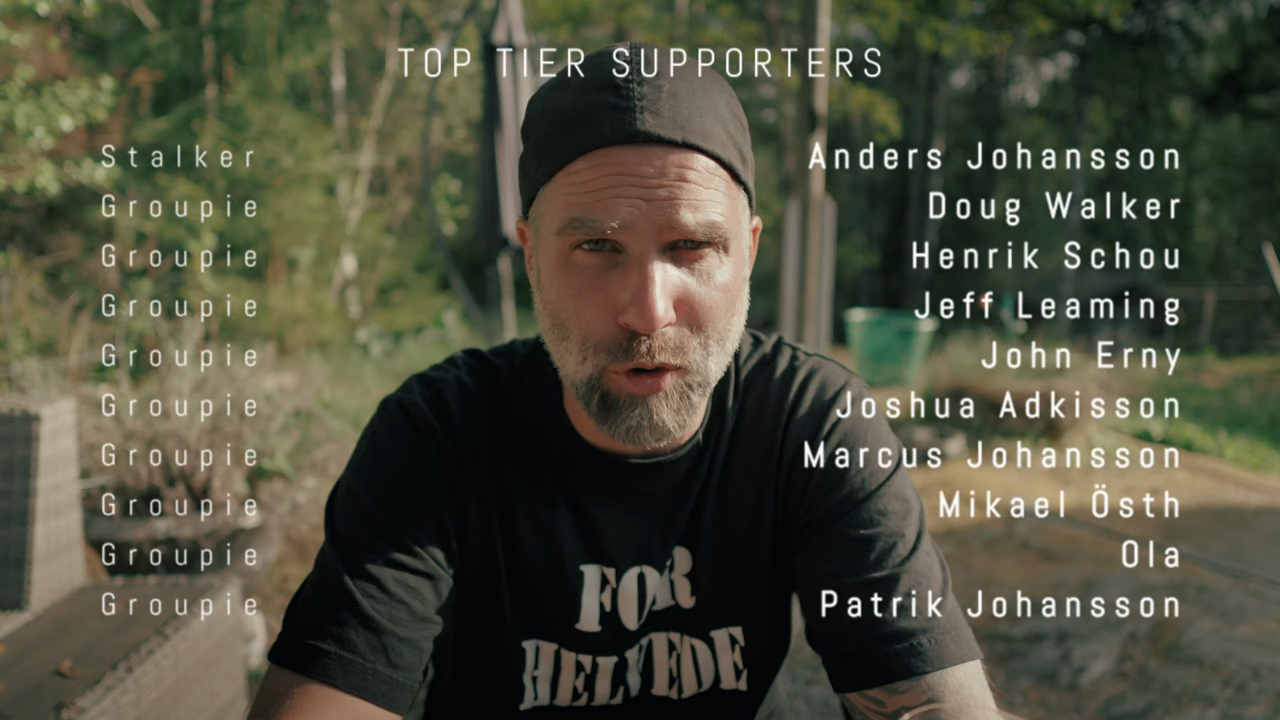 TOP TIER SUPPORTERS
Stalker Anders Johansson
Groupie Doug Walker
Groupie Henrik Schou
Groupie Jeff Leaming
Groupie John Erny
Groupie Joshua Adkisson
Groupie Marcus Johansson
Groupie Mikael Östh
Groupie Ola
Groupie Patrik Johansson
FOR
HELVEDE